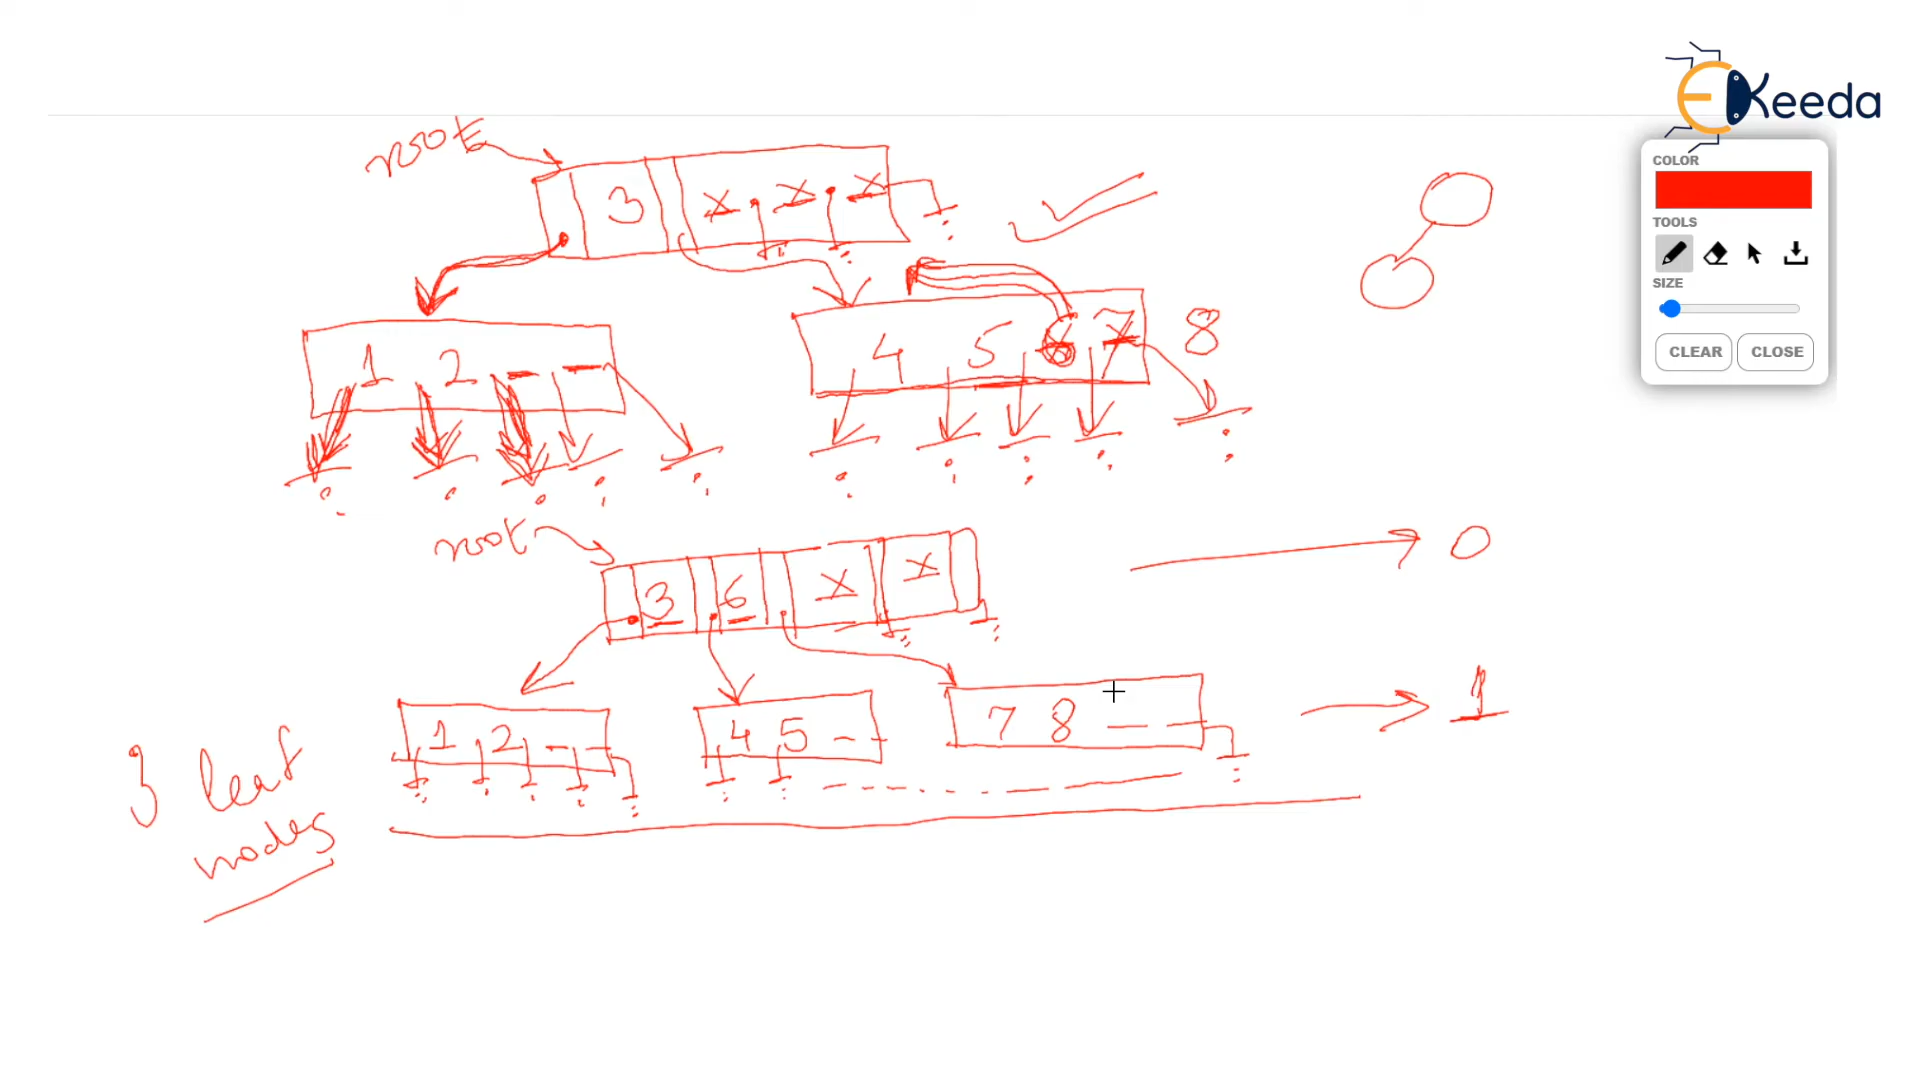 EKeeda
COLOR
TOOLS
SIZE
CLEAR CLOSE
root
3 x x x
1 2 - -
4 5 6 7 8
root
3 6 x x
0
1 2 - -
4 5 - -
7 8 - -
1
3 leaf
nodes